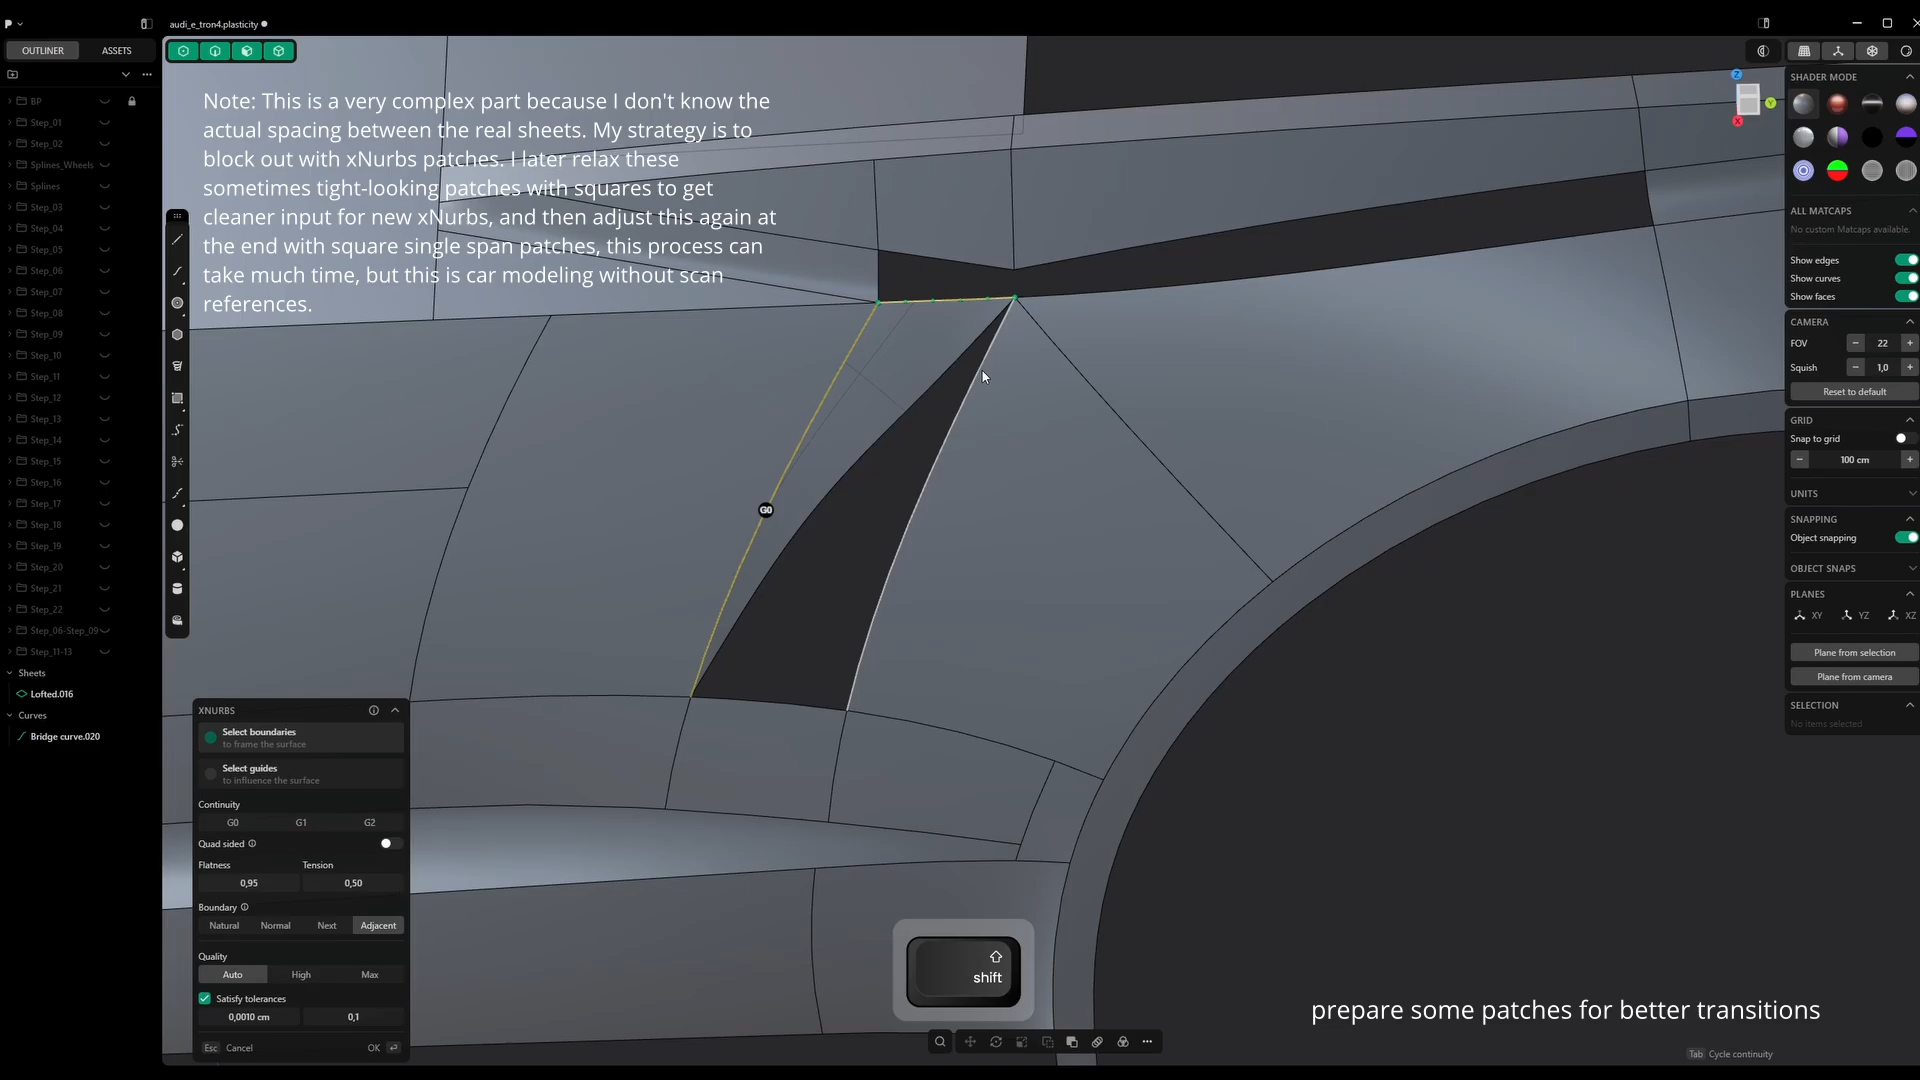 audi_e_tron4.plasticity
OUTLINER
ASSETS
BP
Step_01
Step_02
Splines_Wheels
Splines
Step_03
Step_04
Step_05
Step_06
Step_07
Step_08
Step_09
Step_10
Step_11
Step_12
Step_13
Step_14
Step_15
Step_16
Step_17
Step_18
Step_19
Step_20
Step_21
Step_22
Step_06-Step_09
Step_11-13
Sheets
Lofted.016
Curves
Bridge curve.020
Note: This is a very complex part because I don't know the
actual spacing between the real sheets. My strategy is to
block out with xNurbs patches. I later relax these
sometimes tight-looking patches with squares to get
cleaner input for new xNurbs, and then adjust this again at
the end with square single span patches, this process can
take much time, but this is car modeling without scan
references.
G0
XNURBS
Select boundaries
to frame the surface
Select guides
to influence the surface
Continuity
G0 G1 G2
Quad sided
Flatness Tension
0,95 0,50
Boundary
Natural Normal Next Adjacent
Quality
Auto High Max
Satisfy tolerances
0,0010 cm 0,1
Esc Cancel OK
shift
prepare some patches for better transitions
Tab Cycle continuity
Z
Y
X
SHADER MODE
ALL MATCAPS
No custom Matcaps available.
Show edges
Show curves
Show faces
CAMERA
FOV 22
Squish 1,0
Reset to default
GRID
Snap to grid
100 cm
UNITS
SNAPPING
Object snapping
OBJECT SNAPS
PLANES
XY YZ XZ
Plane from selection
Plane from camera
SELECTION
No items selected